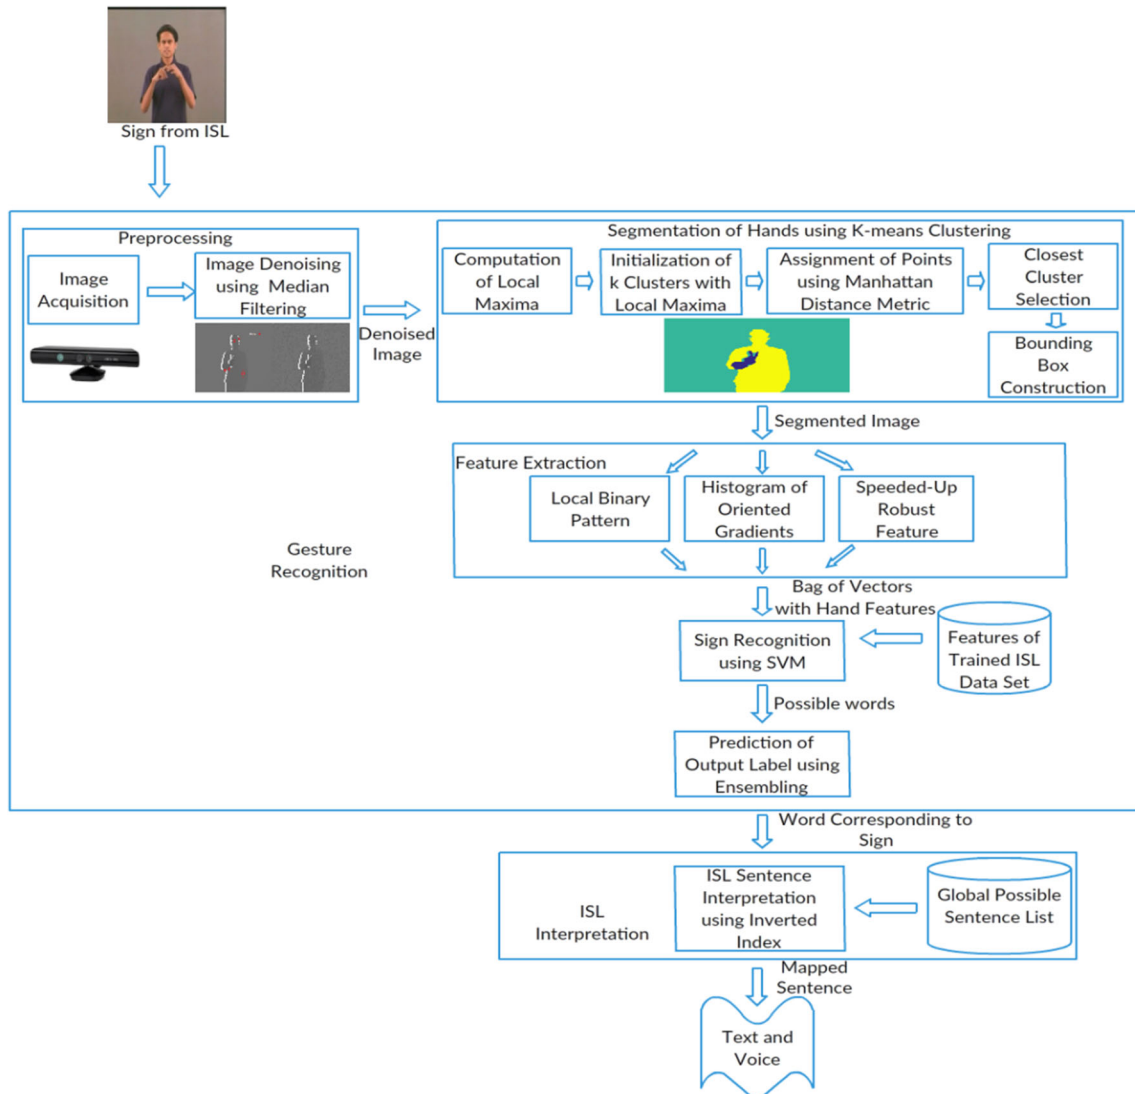 Sign from ISL
Preprocessing
Image
Acquisition
Image Denoising
using Median
Filtering
Denoised
Image
Segmentation of Hands using K-means Clustering
Computation
of Local
Maxima
Initialization of
k Clusters with
Local Maxima
Assignment of Points
using Manhattan
Distance Metric
Closest
Cluster
Selection
Bounding
Box
Construction
Segmented Image
Feature Extraction
Local Binary
Pattern
Histogram of
Oriented
Gradients
Speeded-Up
Robust
Feature
Gesture
Recognition
Bag of Vectors
with Hand Features
Sign Recognition
using SVM
Features of
Trained ISL
Data Set
Possible words
Prediction of
Output Label using
Ensembling
Word Corresponding to
Sign
ISL
Interpretation
ISL Sentence
Interpretation
using Inverted
Index
Global Possible
Sentence List
Mapped
Sentence
Text and
Voice